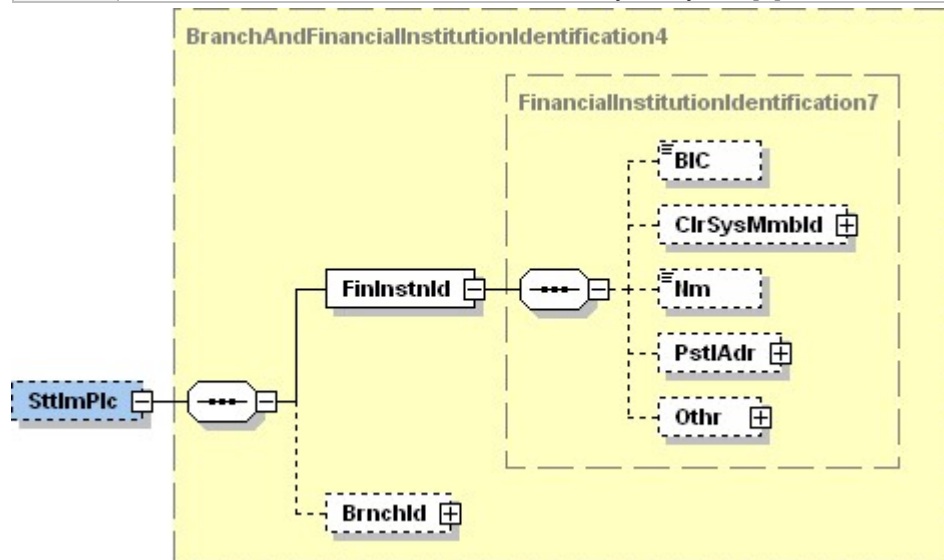 BranchAndFinancialInstitutionIdentification4
FinancialInstitutionIdentification7
BIC
ClrSysMmbId
FinInstnId
Nm
PstlAdr
SttlmPlc
Othr
BrnchId